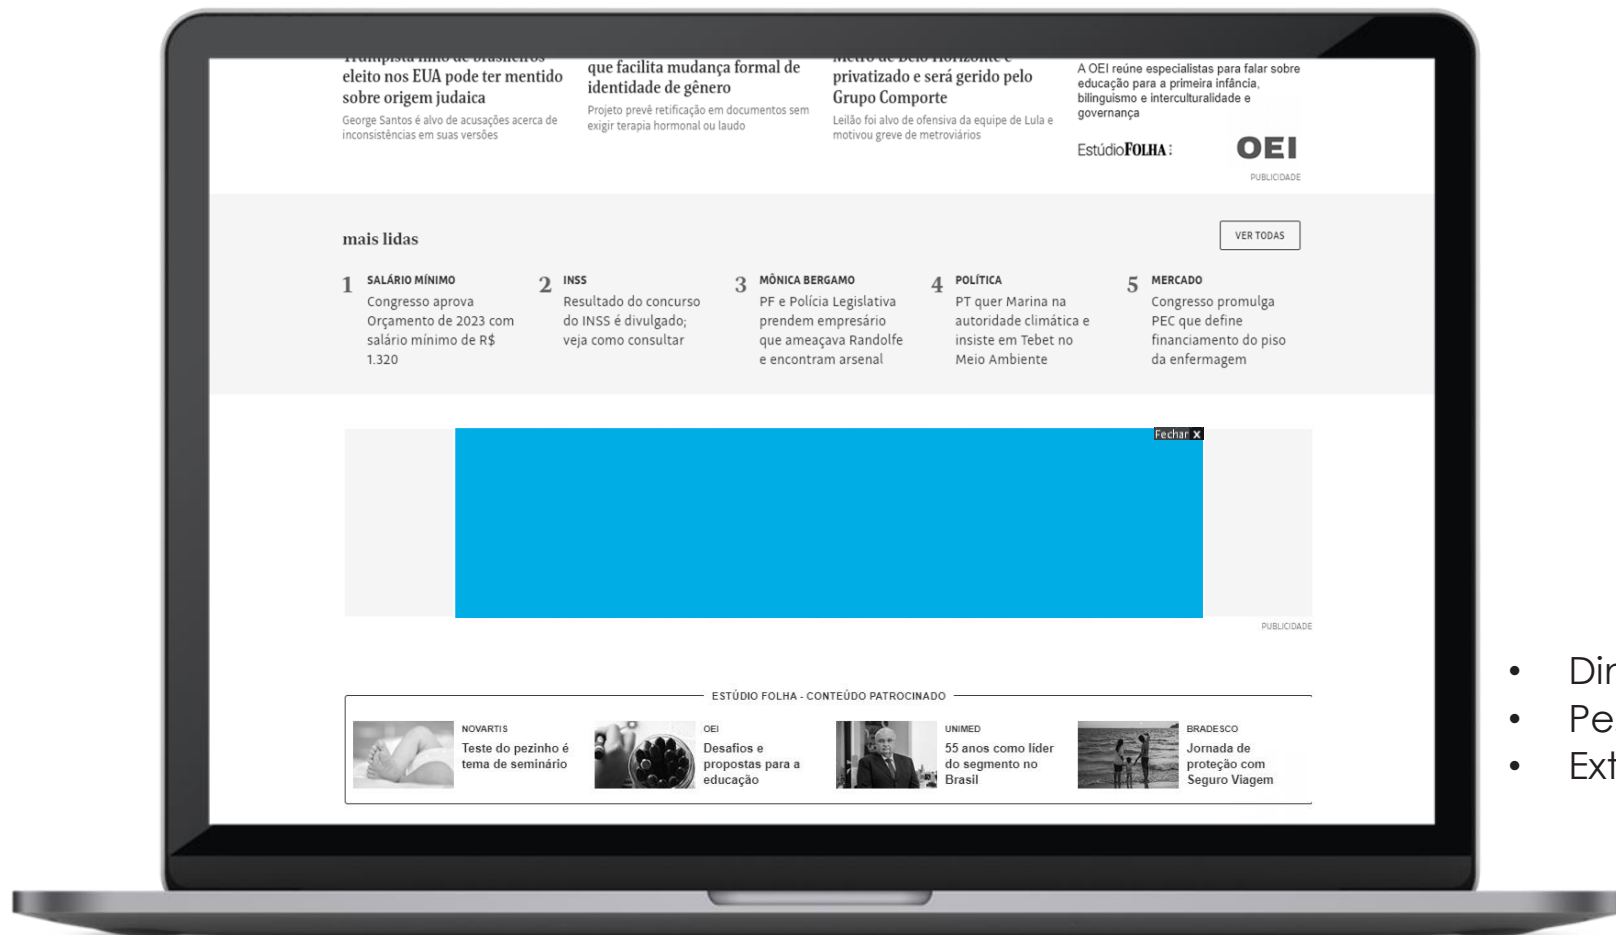 eleito nos EUA pode ter mentido
sobre origem judaica
George Santos é alvo de acusações acerca de
inconsistências em suas versões
que facilita mudança formal de
identidade de gênero
Projeto prevê retificação em documentos sem
exigir terapia hormonal ou laudo
Metrô de Belo Horizonte é
privatizado e será gerido pelo
Grupo Comporte
Leilão foi alvo de ofensiva da equipe de Lula e
motivou greve de metroviários
A OEI reúne especialistas para falar sobre
educação para a primeira infância,
bilinguismo e interculturalidade e
governança
EstúdioFOLHA
OEI
PUBLICIDADE
mais lidas
VER TODAS
1 SALÁRIO MÍNIMO
Congresso aprova
Orçamento de 2023 com
salário mínimo de R$
1.320
2 INSS
Resultado do concurso
do INSS é divulgado;
veja como consultar
3 MÔNICA BERGAMO
PF e Polícia Legislativa
prendem empresário
que ameaçava Randolfe
e encontram arsenal
4 POLÍTICA
PT quer Marina na
autoridade climática e
insiste em Tebet no
Meio Ambiente
5 MERCADO
Congresso promulga
PEC que define
financiamento do piso
da enfermagem
Fechar X
PUBLICIDADE
ESTÚDIO FOLHA - CONTEÚDO PATROCINADO
NOVARTIS
Teste do pezinho é
tema de seminário
OEI
Desafios e
propostas para a
educação
UNIMED
55 anos como líder
do segmento no
Brasil
BRADESCO
Jornada de
proteção com
Seguro Viagem